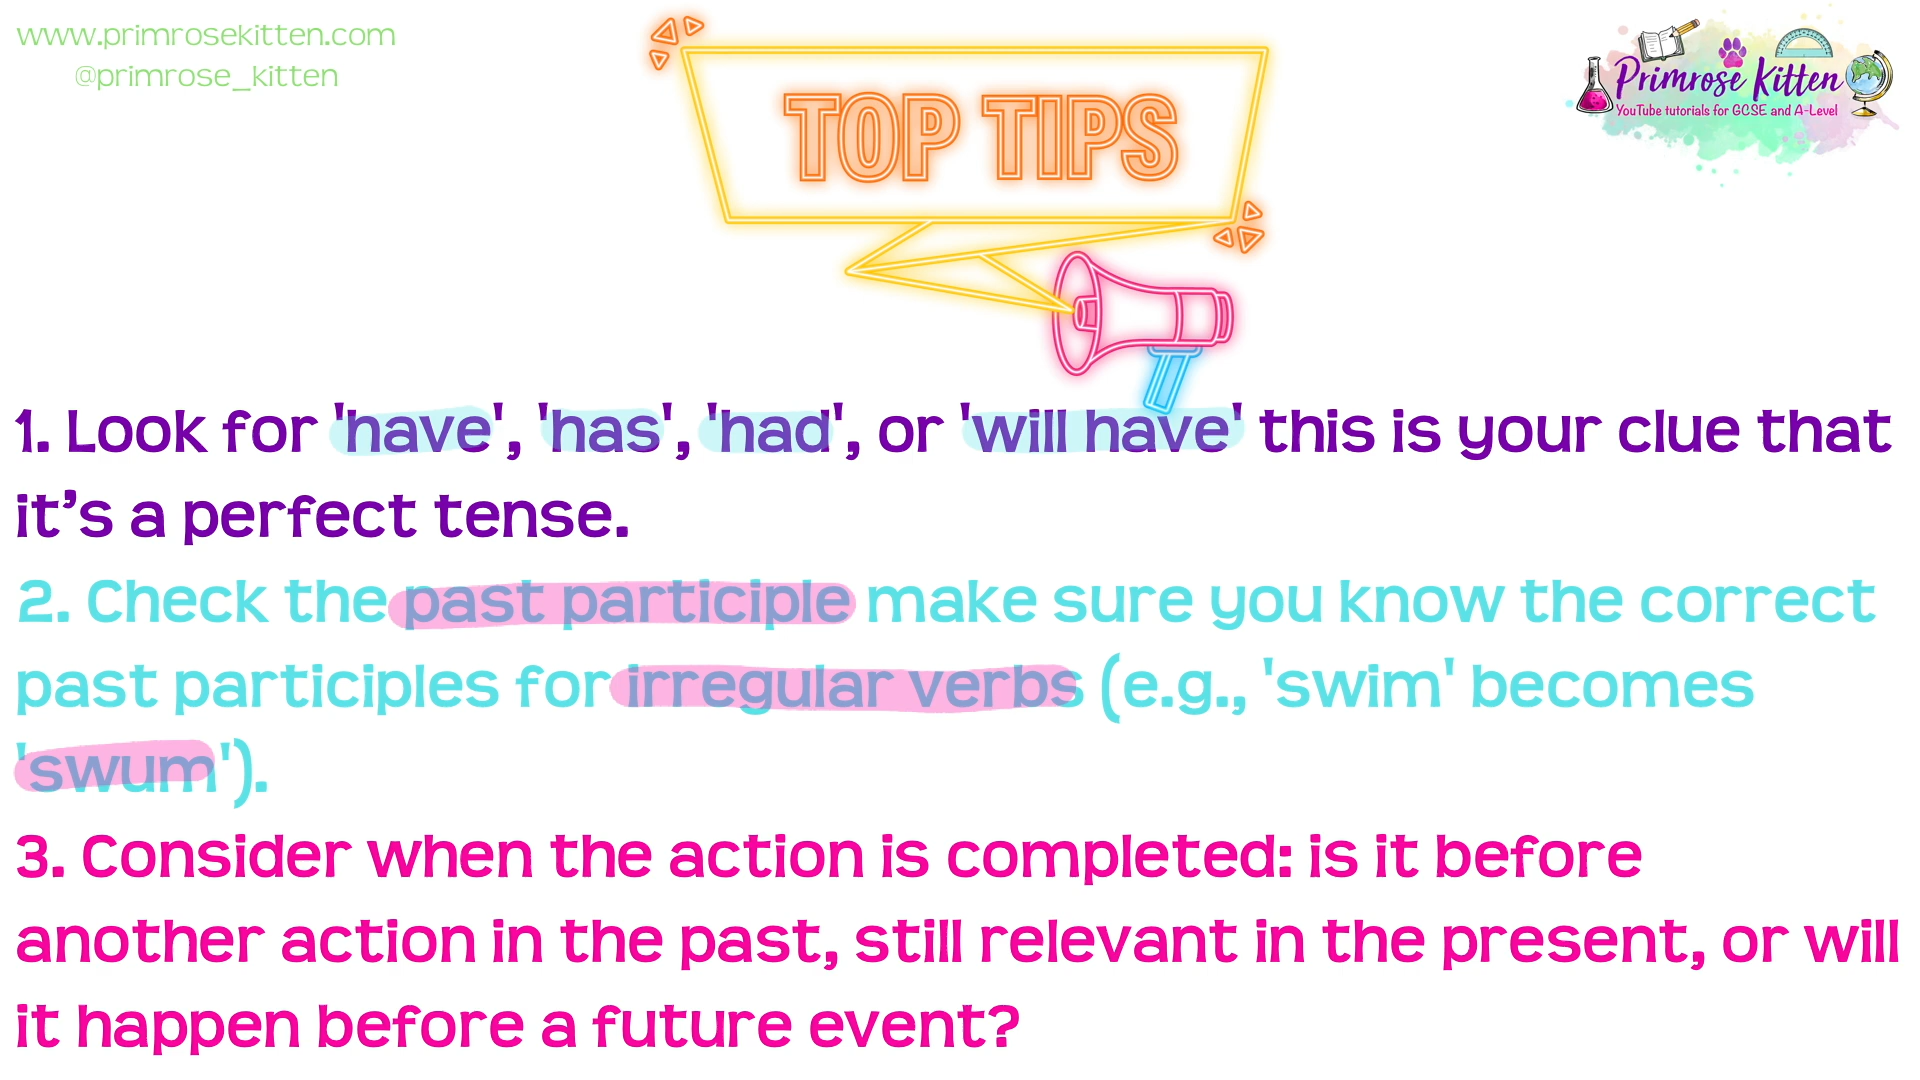 www.primrosekitten.com
@primrose_kitten
TOP TIPS
Primrose Kitten
YouTube tutorials for GCSE and A-Level
1. Look for 'have', 'has', 'had', or 'will have' this is your clue that
it’s a perfect tense.
2. Check the past participle make sure you know the correct
past participles for irregular verbs (e.g., 'swim' becomes
'swum').
3. Consider when the action is completed: is it before
another action in the past, still relevant in the present, or will
it happen before a future event?